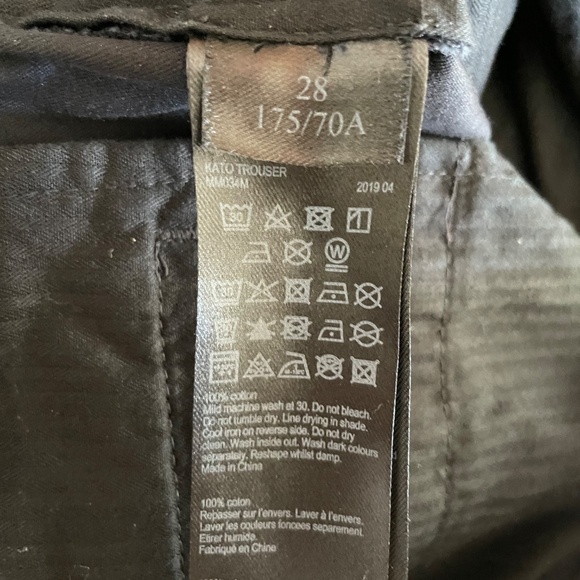 28
175/70A
KATO TROUSER
MM034M 2019 04
30
W
100% cotton
Mild machine wash at 30. Do not bleach.
Do not tumble dry. Line drying in shade.
Cool iron on reverse side. Do not dry
clean. Wash inside out. Wash dark colours
separately. Reshape whilst damp.
Made in China
100% coton
Repasser sur l'envers. Laver à l'envers.
Laver les couleurs foncées separement.
Etirer humide.
Fabriqué en Chine